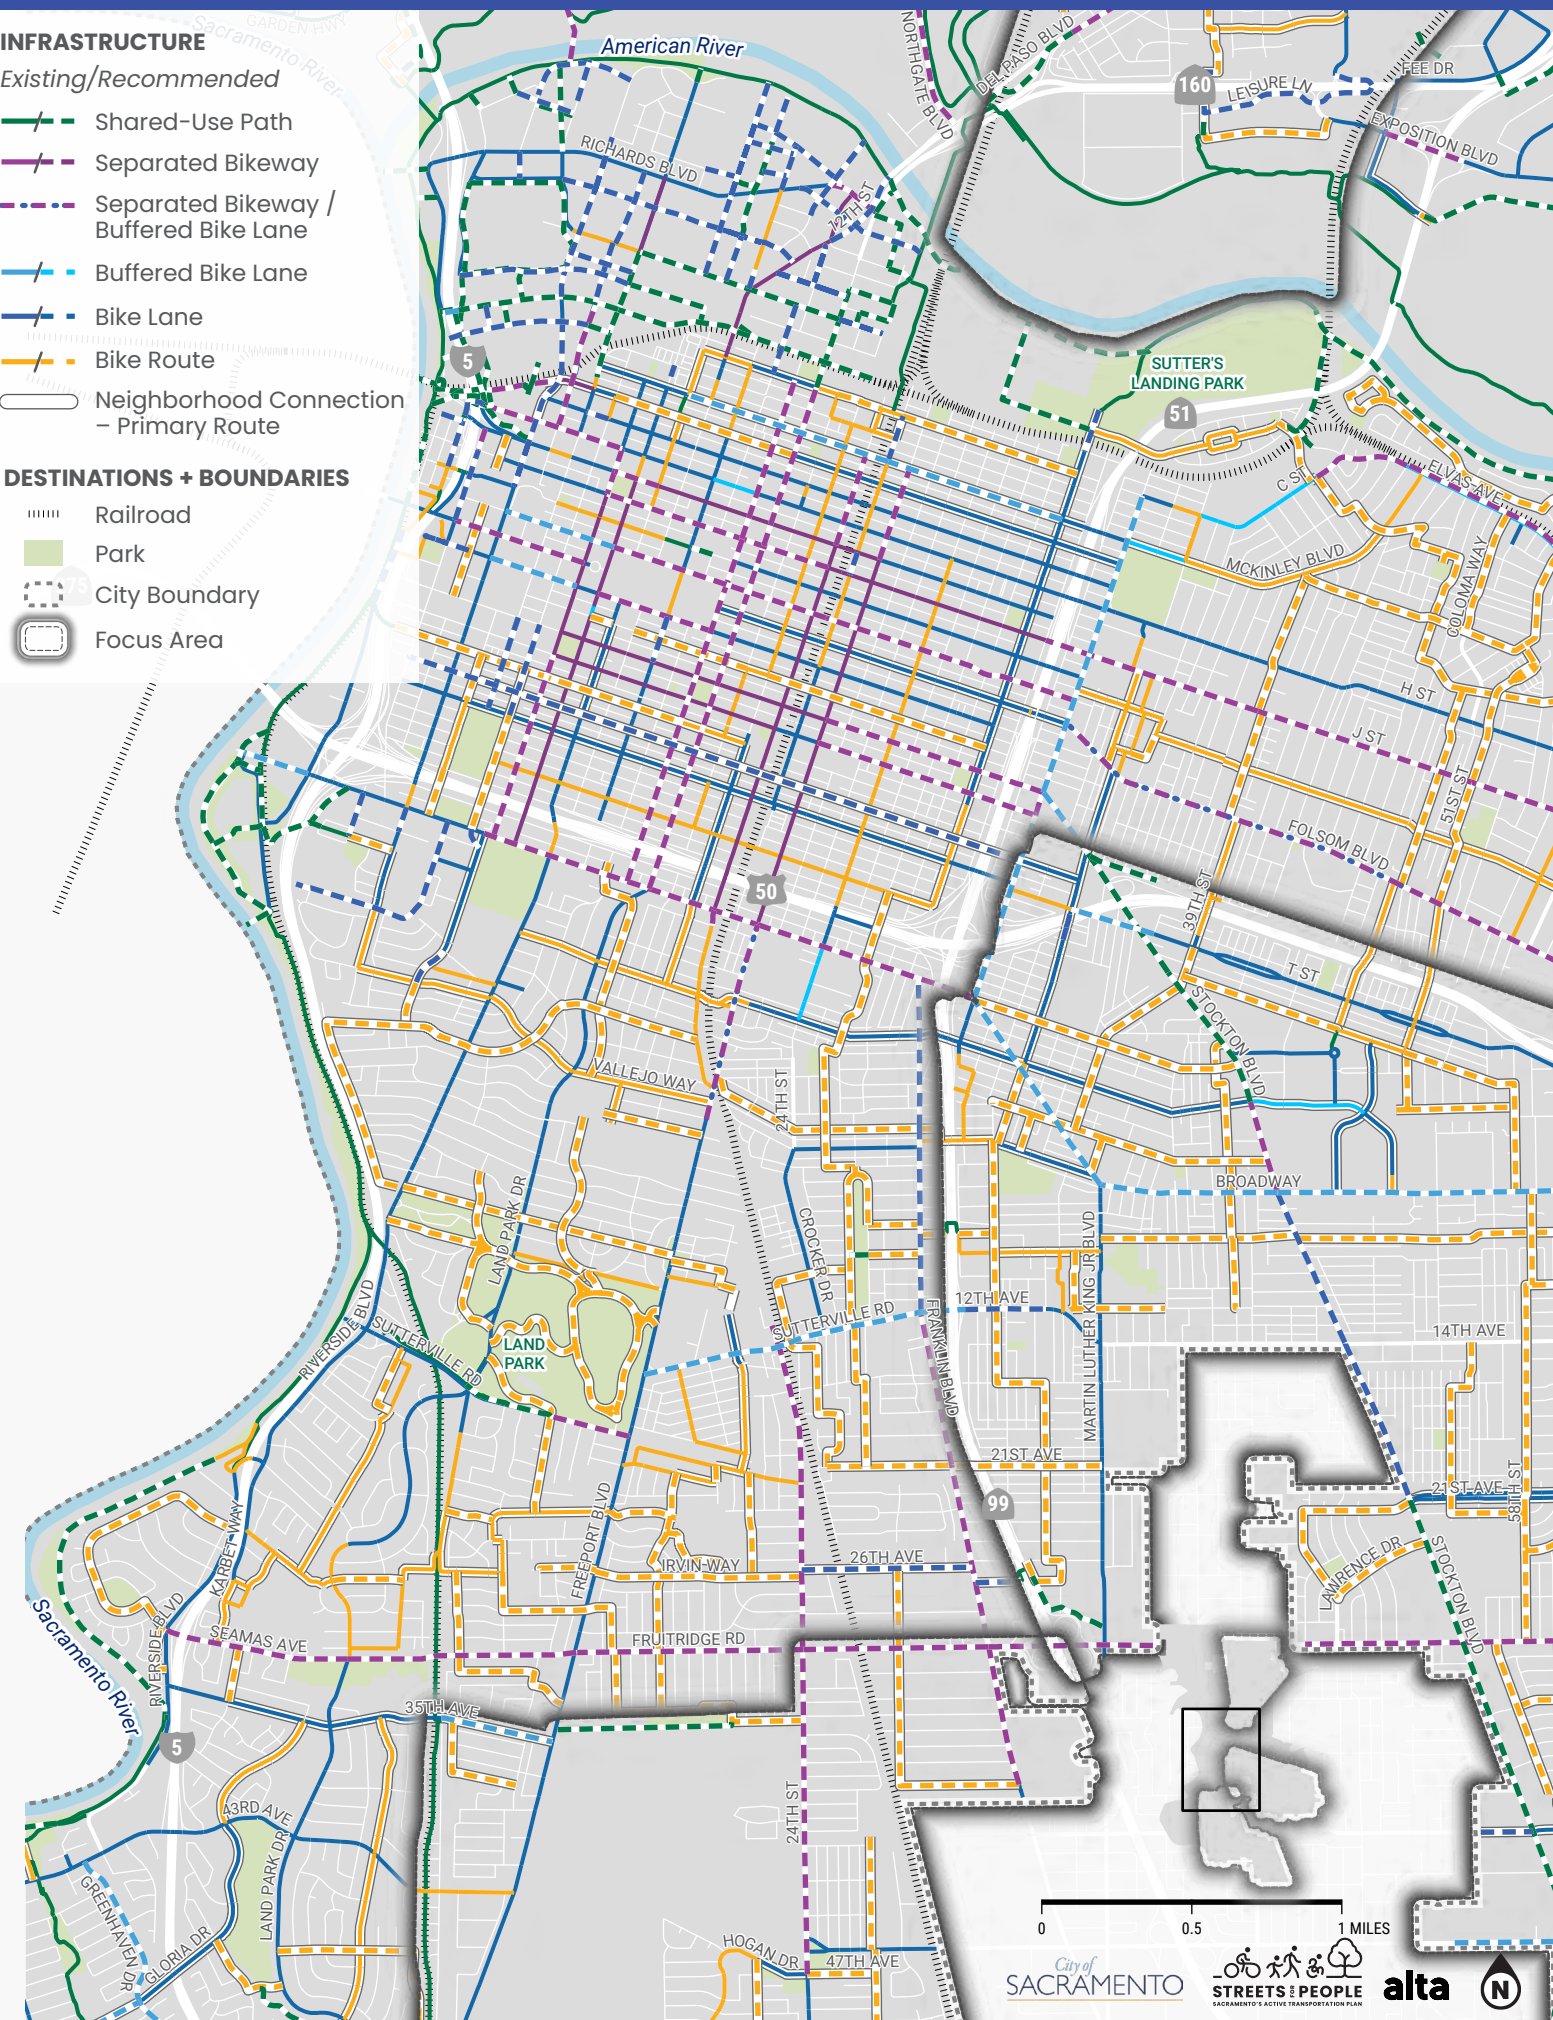 INFRASTRUCTURE
Existing/Recommended
Shared-Use Path
Separated Bikeway
Separated Bikeway /
Buffered Bike Lane
Buffered Bike Lane
Bike Lane
Bike Route
Neighborhood Connection
– Primary Route
DESTINATIONS + BOUNDARIES
Railroad
Park
City Boundary
Focus Area
GARDEN HWY
Sacramento River
American River
NORTHGATE BLVD
DEL PASO BLVD
160
LEISURE LN
FEE DR
EXPOSITION BLVD
RICHARDS BLVD
12TH ST
5
SUTTER'S
LANDING PARK
51
C ST
ELVAS AVE
MCKINLEY BLVD
COLOMA WAY
H ST
J ST
51ST ST
FOLSOM BLVD
39TH ST
50
T ST
STOCKTON BLVD
VALLEJO WAY
24TH ST
BROADWAY
LAND PARK DR
CROCKER DR
MARTIN LUTHER KING JR BLVD
12TH AVE
SUTTERVILLE RD
FRANKLIN BLVD
14TH AVE
RIVERSIDE BLVD
SUTTERVILLE RD
LAND
PARK
21ST AVE
99
21ST AVE
58TH ST
KARBET WAY
FREEPORT BLVD
IRVIN WAY
26TH AVE
LAWRENCE DR
STOCKTON BLVD
Sacramento River
RIVERSIDE BLVD
SEAMAS AVE
FRUITRIDGE RD
35TH AVE
5
24TH ST
43RD AVE
LAND PARK DR
GREENHAVEN DR
GLORIA DR
HOGAN DR
47TH AVE
0 0.5 1 MILES
City of
SACRAMENTO
STREETS FOR PEOPLE
SACRAMENTO'S ACTIVE TRANSPORTATION PLAN
alta
N